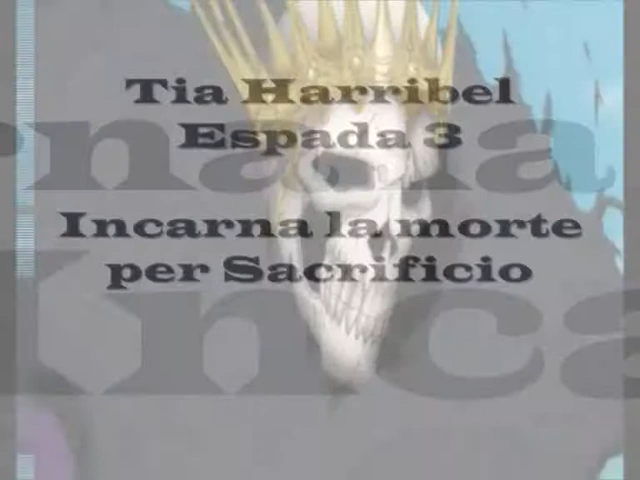 Tia Harribel
Espada 3
Incarna la morte
per Sacrificio